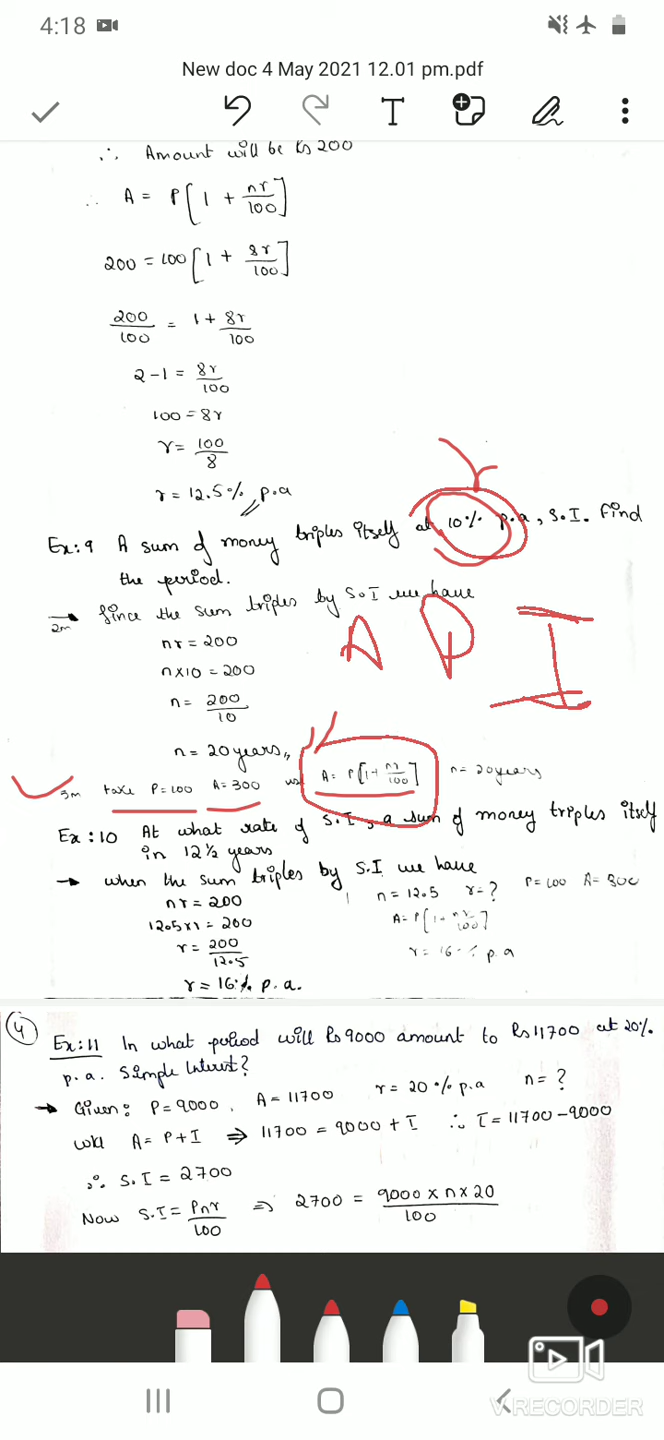 4:18
New doc 4 May 2021 12.01 pm.pdf
T
∴ Amount will be Rs 200
∴ A = P[1 + nr/100]
200 = 100[1 + 8r/100]
200/100 = 1 + 8r/100
2-1 = 8r/100
100 = 8r
r = 100/8
r = 12.5% p.a
r
Ex: 9 A sum of money triples itself at 10% p.a, S.I. Find
the period.
→ Since the sum triples by S.I we have
2m
A P I
nr = 200
n×10 = 200
n = 200/10
n = 20 years,,
3m take P=100 A=300 use A = P[1+ nr/100] n = 20years
Ex: 10 At what rate of S.I, a sum of money triples itself
in 12½ years
→ when the sum triples by S.I we have
nr = 200
n = 12.5 r = ? P=100 A=300
12.5×r = 200
A = P[1+ nr/100]
r = 200/12.5
r = 16% p.a
r = 16% p.a.
4
Ex: 11 In what period will Rs 9000 amount to Rs 11700 at 20%
p.a. Simple Interest?
→ Given: P = 9000, A = 11700 r = 20% p.a n = ?
wkt A = P+I ⇒ 11700 = 9000 + I ∴ I = 11700 - 9000
∴ S.I = 2700
Now S.I = Pnr/100 ⇒ 2700 = 9000 × n × 20/100
V RECORDER